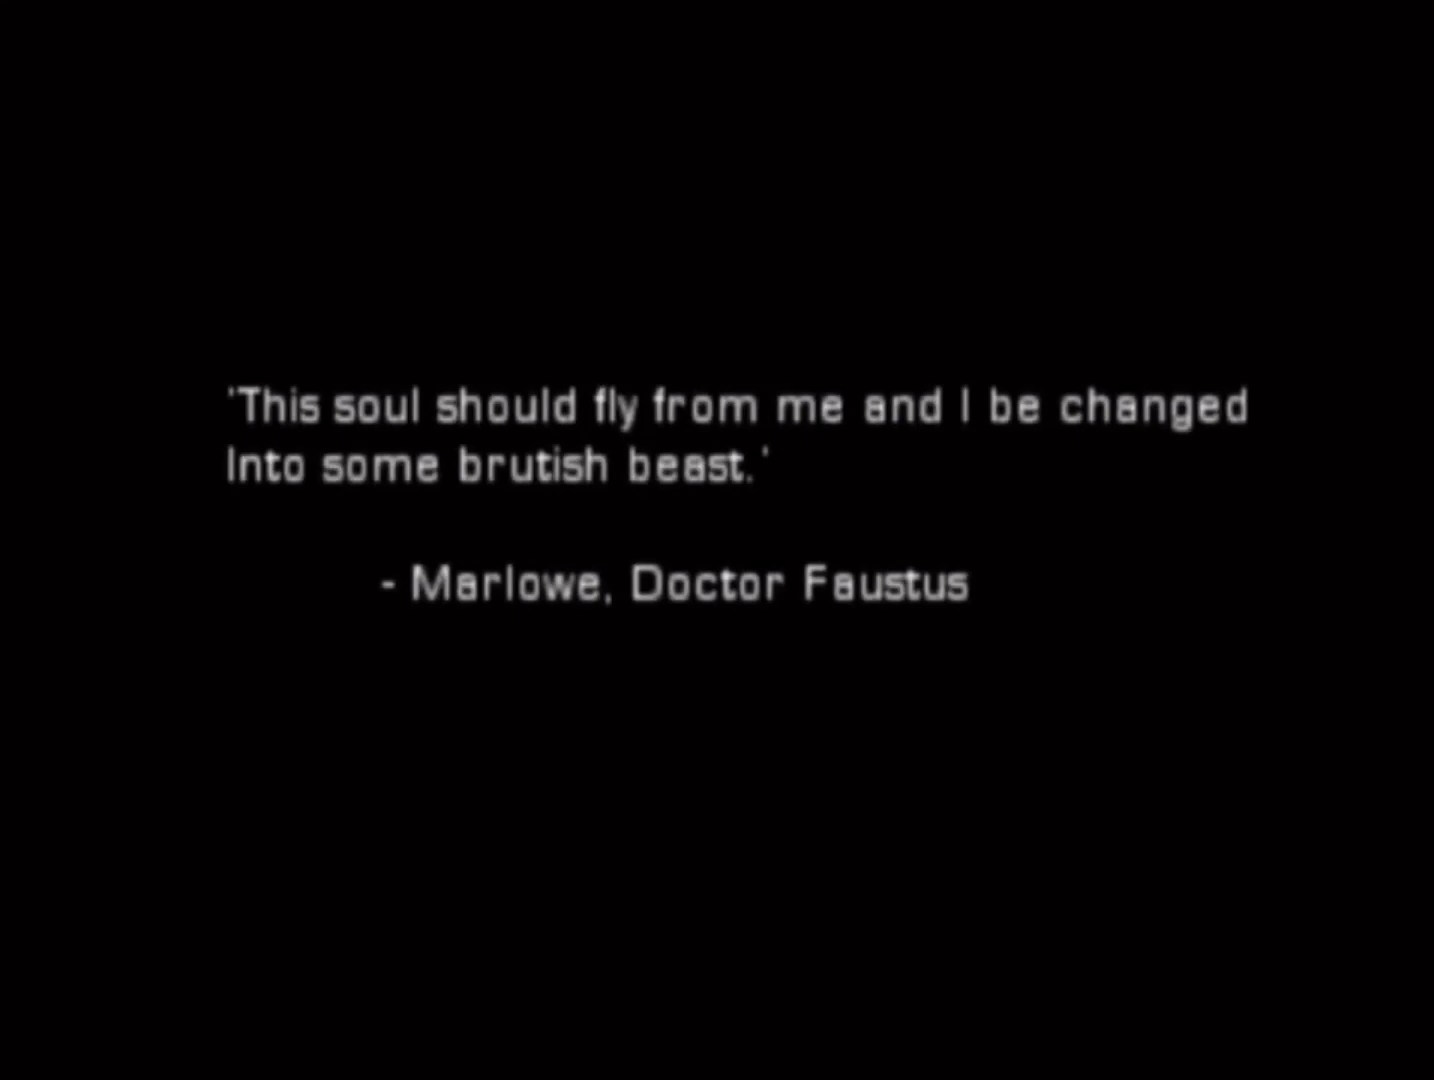 'This soul should fly from me and I be changed
Into some brutish beast.'
- Marlowe, Doctor Faustus